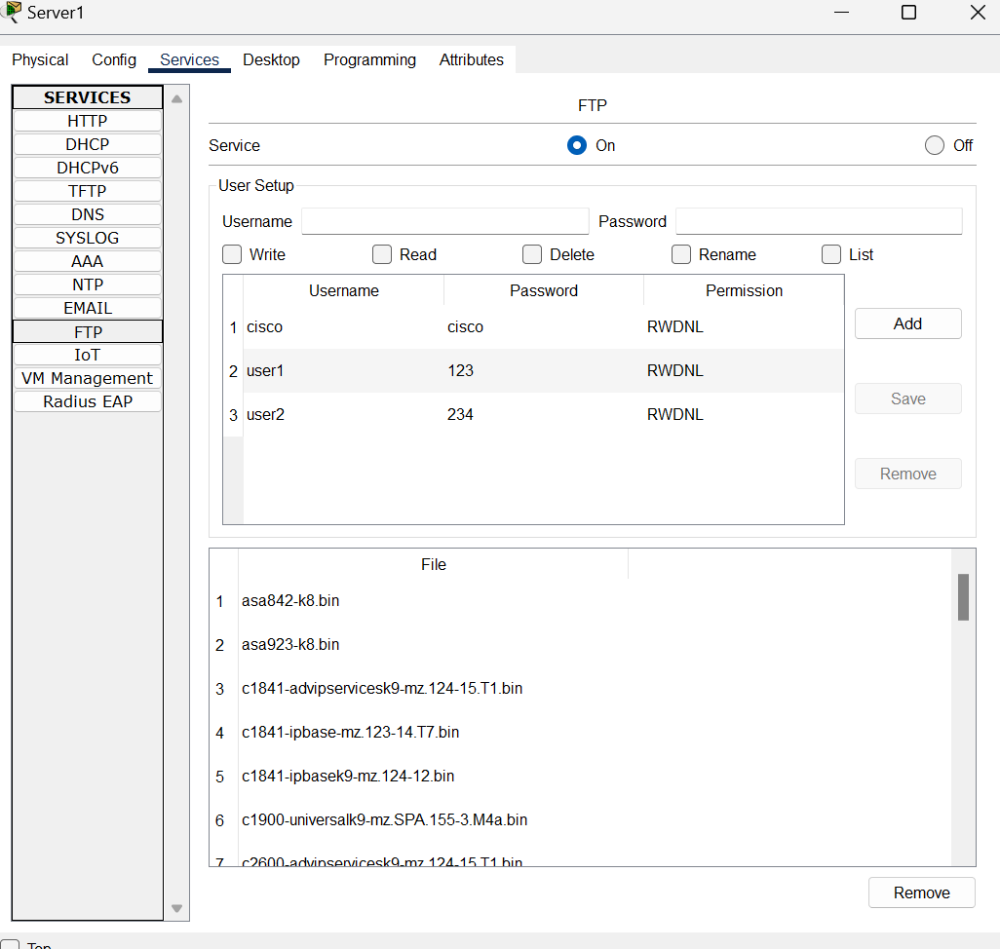 Server1
Physical Config Services Desktop Programming Attributes
SERVICES
HTTP
DHCP
DHCPv6
TFTP
DNS
SYSLOG
AAA
NTP
EMAIL
FTP
IoT
VM Management
Radius EAP
FTP
Service On Off
User Setup
Username Password
Write Read Delete Rename List
Username Password Permission
1 cisco cisco RWDNL
2 user1 123 RWDNL
3 user2 234 RWDNL
Add
Save
Remove
File
1 asa842-k8.bin
2 asa923-k8.bin
3 c1841-advipservicesk9-mz.124-15.T1.bin
4 c1841-ipbase-mz.123-14.T7.bin
5 c1841-ipbasek9-mz.124-12.bin
6 c1900-universalk9-mz.SPA.155-3.M4a.bin
7 c2600-advipservicesk9-mz.124-15.T1.bin
Remove
Top